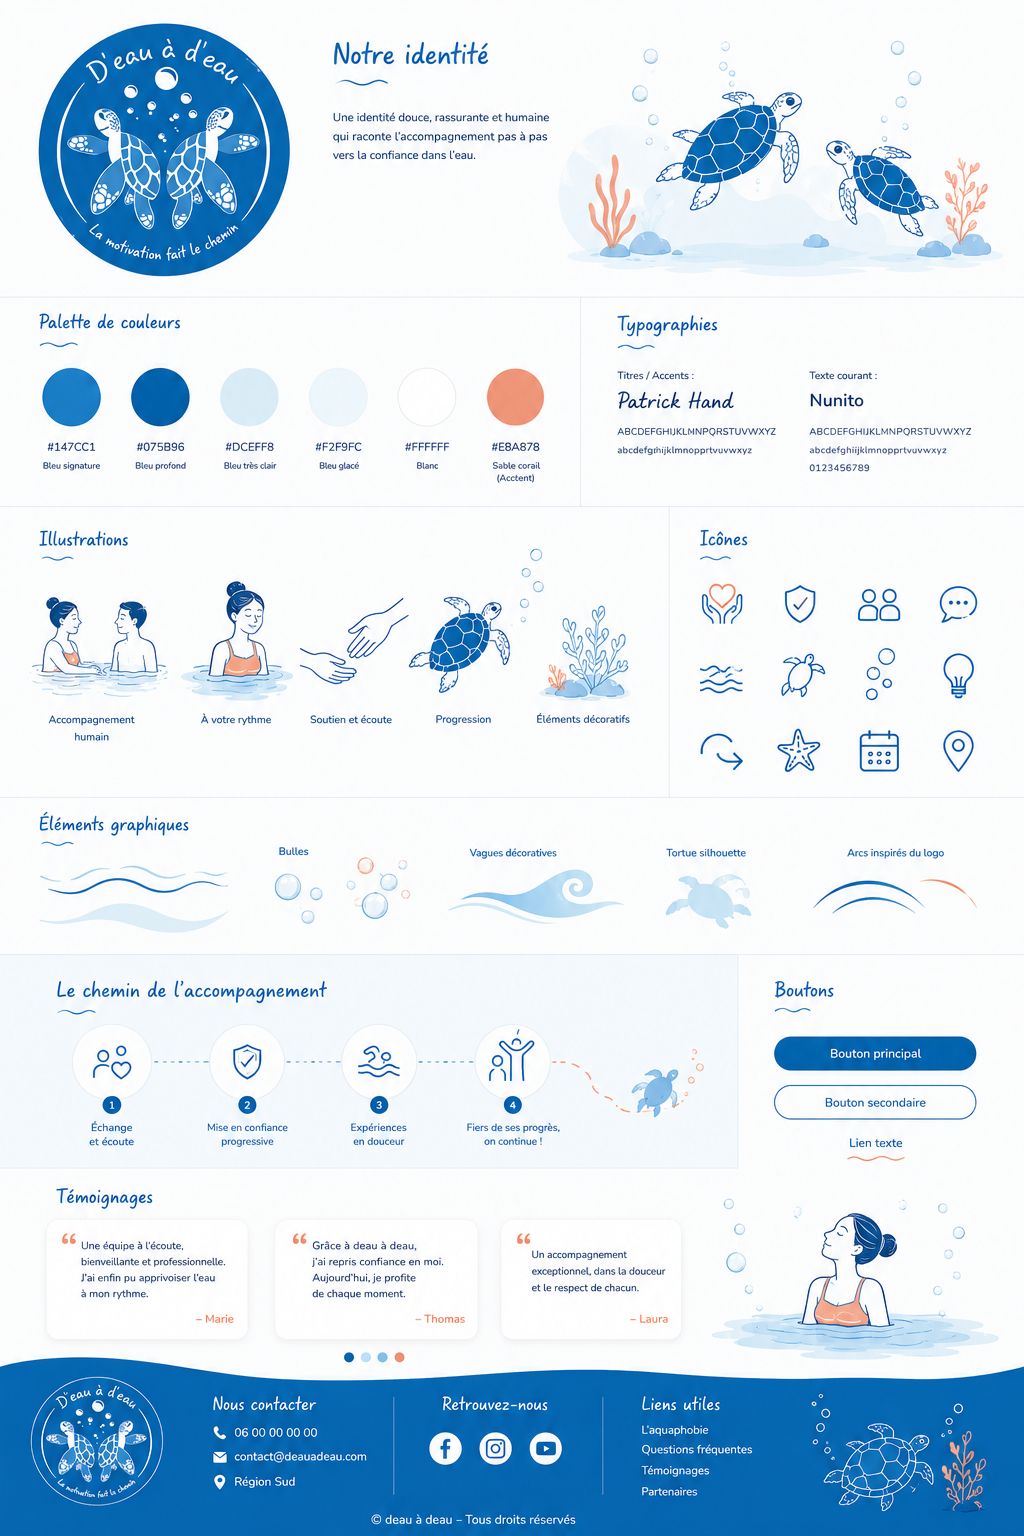 D'eau à d'eau
La motivation fait le chemin
Notre identité
Une identité douce, rassurante et humaine
qui raconte l'accompagnement pas à pas
vers la confiance dans l'eau.
Palette de couleurs
#147CC1
Bleu signature
#075B96
Bleu profond
#DCEFF8
Bleu très clair
#F2F9FC
Bleu glacé
#FFFFFF
Blanc
#E8A878
Sable corail
(Acctent)
Typographies
Titres / Accents :
Patrick Hand
ABCDEFGHIJKLMNPQRSTUVWXYZ
Texte courant :
Nunito
ABCDEFGHIJKLMNPQRSTUVWXYZ
abcdefghiijklmnopprtvuvwxyz
0123456789
Illustrations
Accompagnement
humain
À votre rythme
Soutien et écoute
Progression
Éléments décoratifs
Icônes
Éléments graphiques
Bulles
Vagues décoratives
Tortue silhouette
Arcs inspirés du logo
Le chemin de l'accompagnement
1
Échange
et écoute
2
Mise en confiance
progressive
3
Expériences
en douceur
4
Fiers de ses progrès,
on continue !
Boutons
Bouton principal
Bouton secondaire
Lien texte
Témoignages
“
Une équipe à l'écoute,
bienveillante et professionnelle.
J'ai enfin pu apprivoiser l'eau
à mon rythme.
– Marie
“
Grâce à deau à deau,
j'ai repris confiance en moi.
Aujourd'hui, je profite
de chaque moment.
– Thomas
“
Un accompagnement
exceptionnel, dans la douceur
et le respect de chacun.
– Laura
D'eau à d'eau
La motivation fait le chemin
Nous contacter
06 00 00 00 00
contact@deauadeau.com
Région Sud
Retrouvez-nous
Liens utiles
L'aquaphobie
Questions fréquentes
Témoignages
Partenaires
© deau à deau – Tous droits réservés